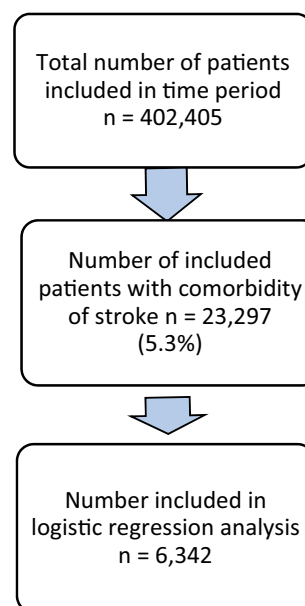 Total number of patients
included in time period
n = 402,405
Number of included
patients with comorbidity
of stroke n = 23,297
(5.3%)
Number included in
logistic regression analysis
n = 6,342